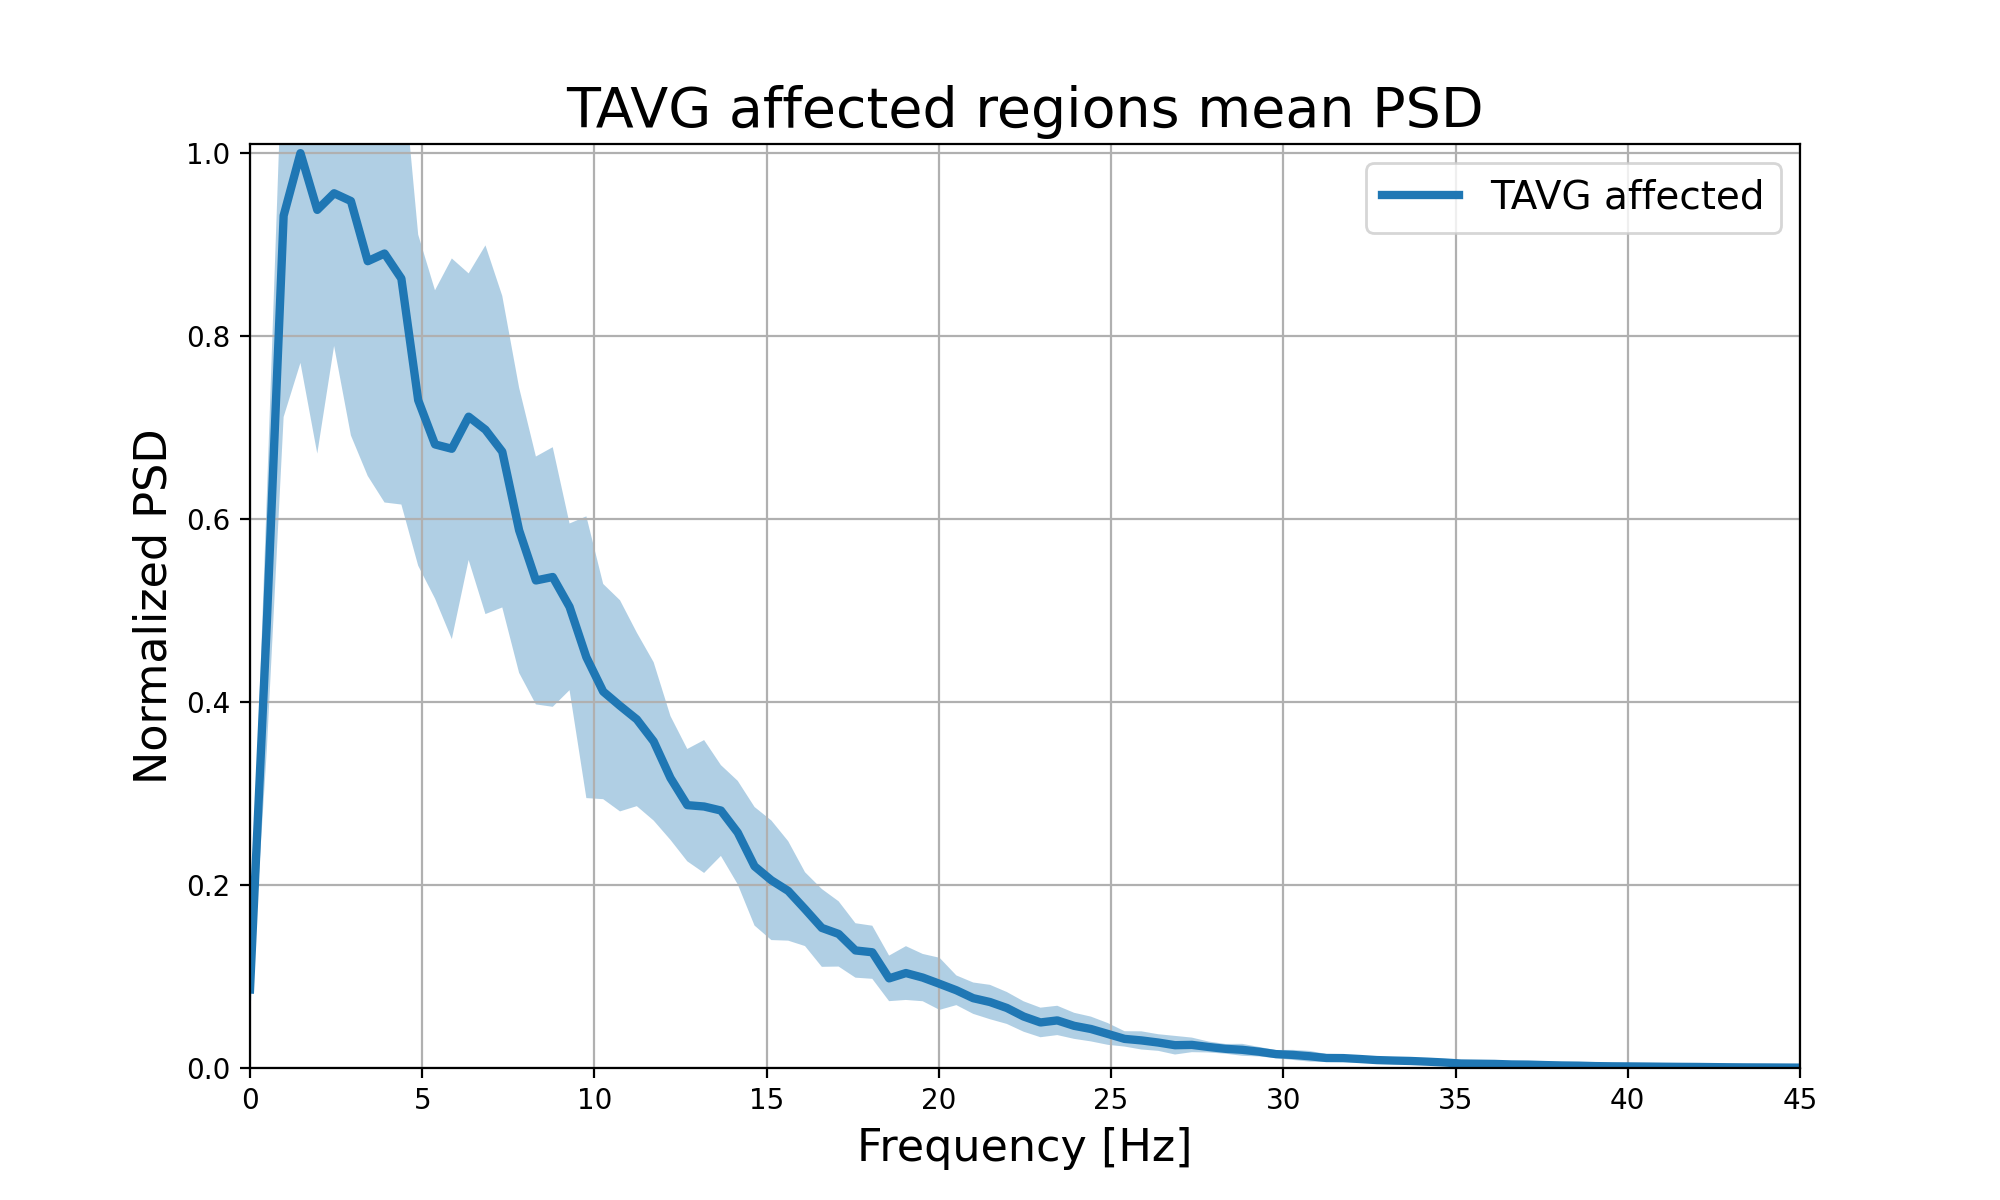 TAVG affected regions mean PSD
TAVG affected
Normalized PSD
1.0
0.8
0.6
0.4
0.2
0.0
0 5 10 15 20 25 30 35 40 45
Frequency [Hz]